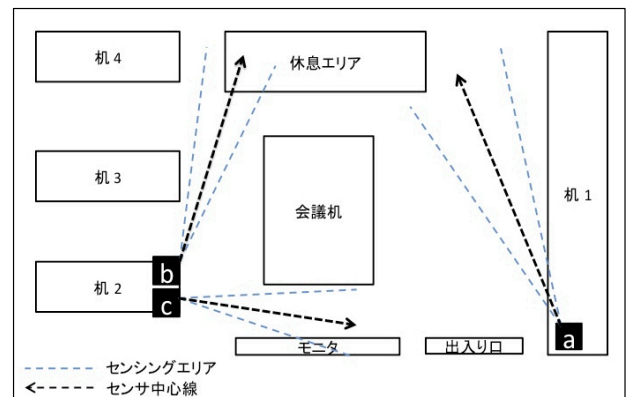 机 4
休息エリア
机 3
会議机
机 1
机 2
b
c
a
モニタ
出入り口
センシングエリア
センサ中心線